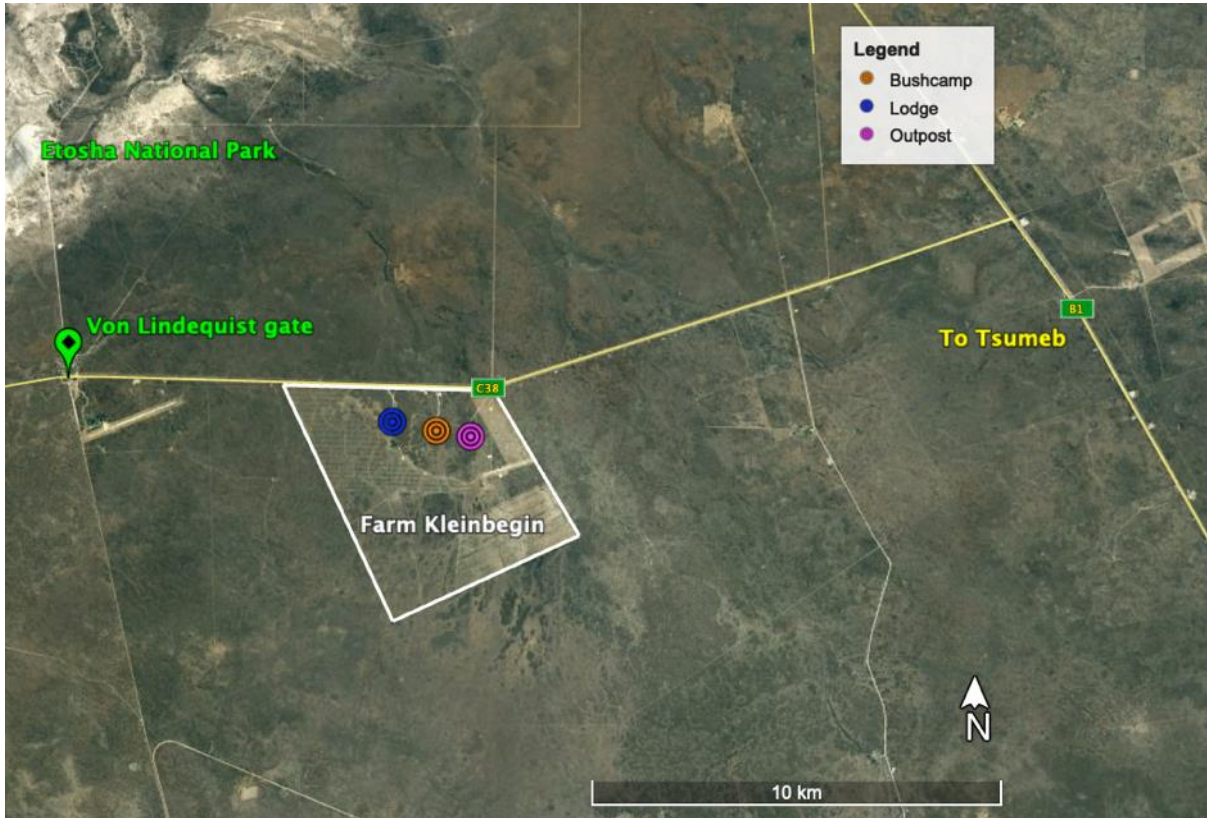 Legend
Bushcamp
Lodge
Outpost
Etosha National Park
Von Lindequist gate
B1
To Tsumeb
C38
Farm Kleinbegin
N
10 km